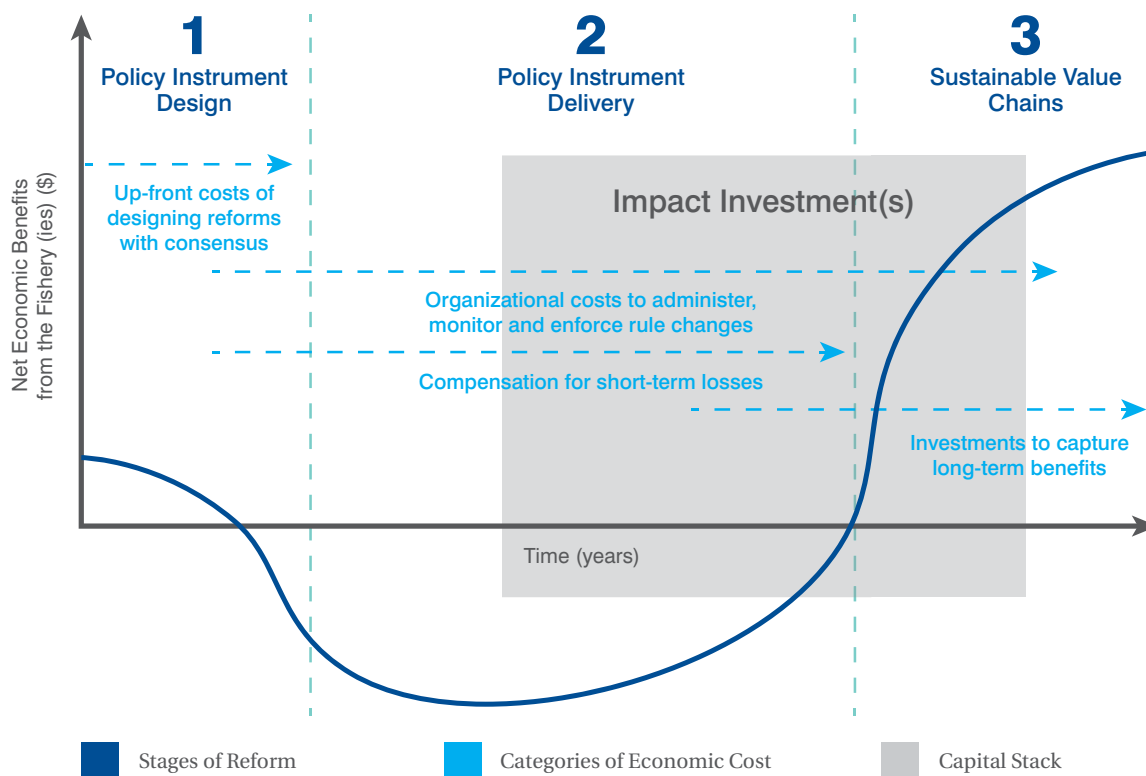 1
Policy Instrument
Design
2
Policy Instrument
Delivery
3
Sustainable Value
Chains
Net Economic Benefits
from the Fishery (ies) ($)
Up-front costs of
designing reforms
with consensus
Impact Investment(s)
Organizational costs to administer,
monitor and enforce rule changes
Compensation for short-term losses
Investments to capture
long-term benefits
Time (years)
Stages of Reform
Categories of Economic Cost
Capital Stack